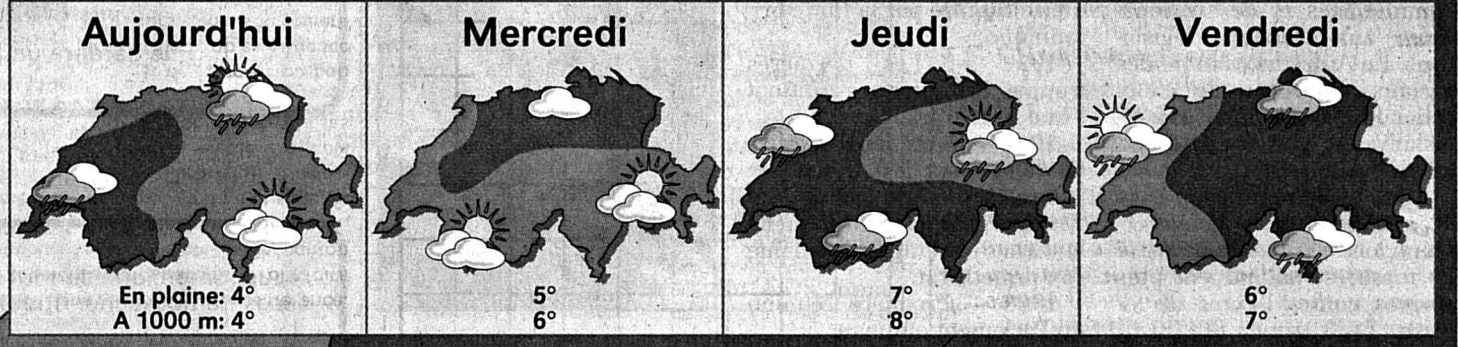 Aujourd'hui
En plaine: 4°
A 1000 m: 4°
Mercredi
5°
6°
Jeudi
7°
8°
Vendredi
6°
7°